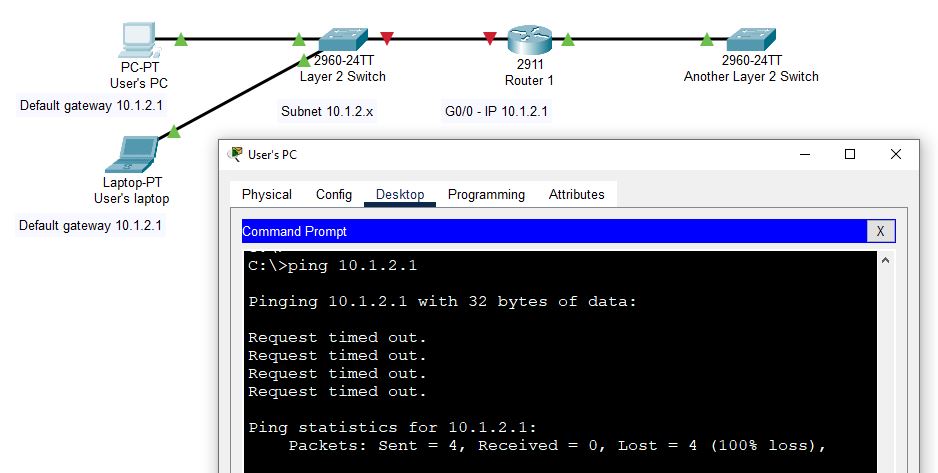 PC-PT
User's PC
Default gateway 10.1.2.1
2960-24TT
Layer 2 Switch
Subnet 10.1.2.x
2911
Router 1
G0/0 - IP 10.1.2.1
2960-24TT
Another Layer 2 Switch
Laptop-PT
User's laptop
Default gateway 10.1.2.1
User's PC
Physical Config Desktop Programming Attributes
Command Prompt X
C:\>ping 10.1.2.1
Pinging 10.1.2.1 with 32 bytes of data:
Request timed out.
Request timed out.
Request timed out.
Request timed out.
Ping statistics for 10.1.2.1:
Packets: Sent = 4, Received = 0, Lost = 4 (100% loss),